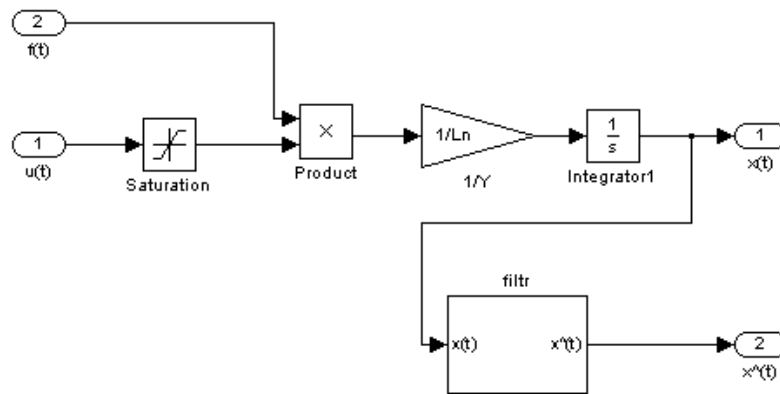 2
f(t)
1
u(t)
Saturation
×
Product
1/Ln
1/Y
1
s
Integrator1
1
x(t)
filtr
x(t)
x^(t)
2
x^(t)